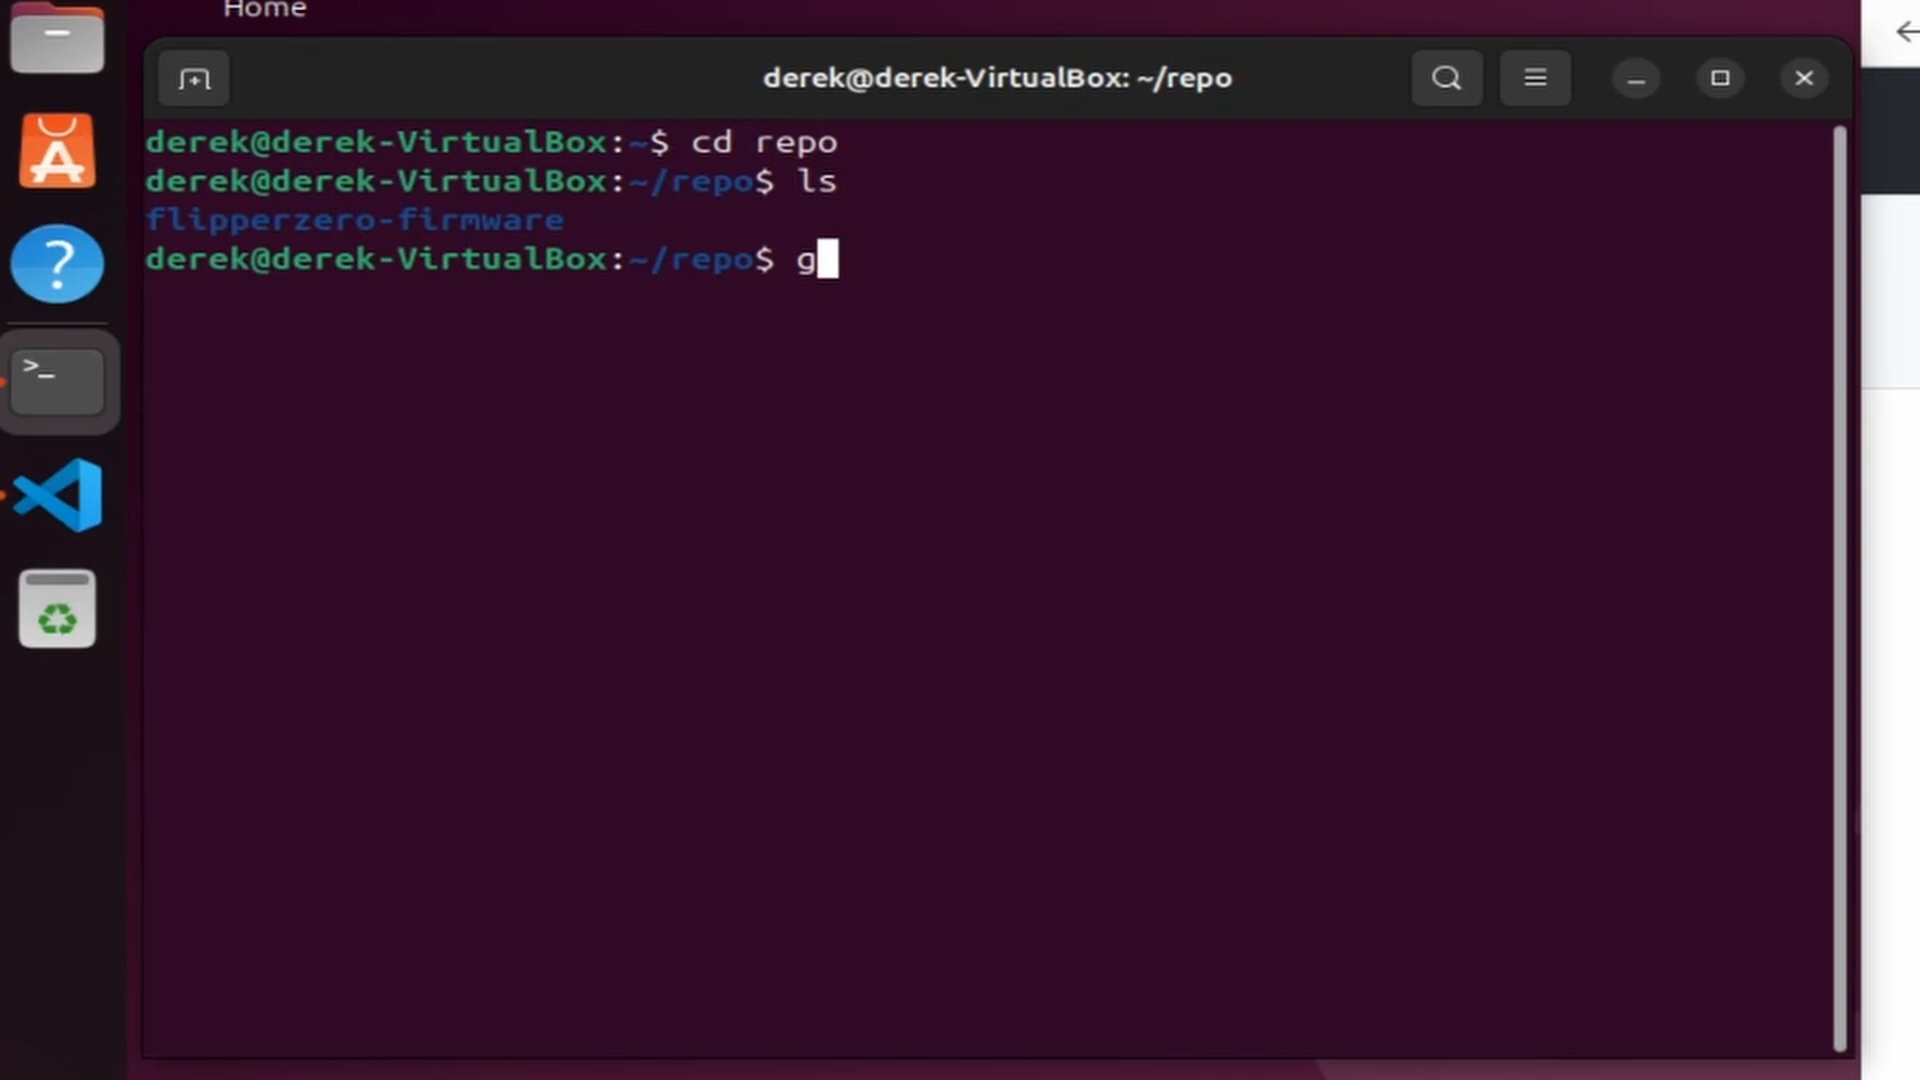 Home
derek@derek-VirtualBox: ~/repo
derek@derek-VirtualBox:~$ cd repo
derek@derek-VirtualBox:~/repo$ ls
flipperzero-firmware
derek@derek-VirtualBox:~/repo$ g